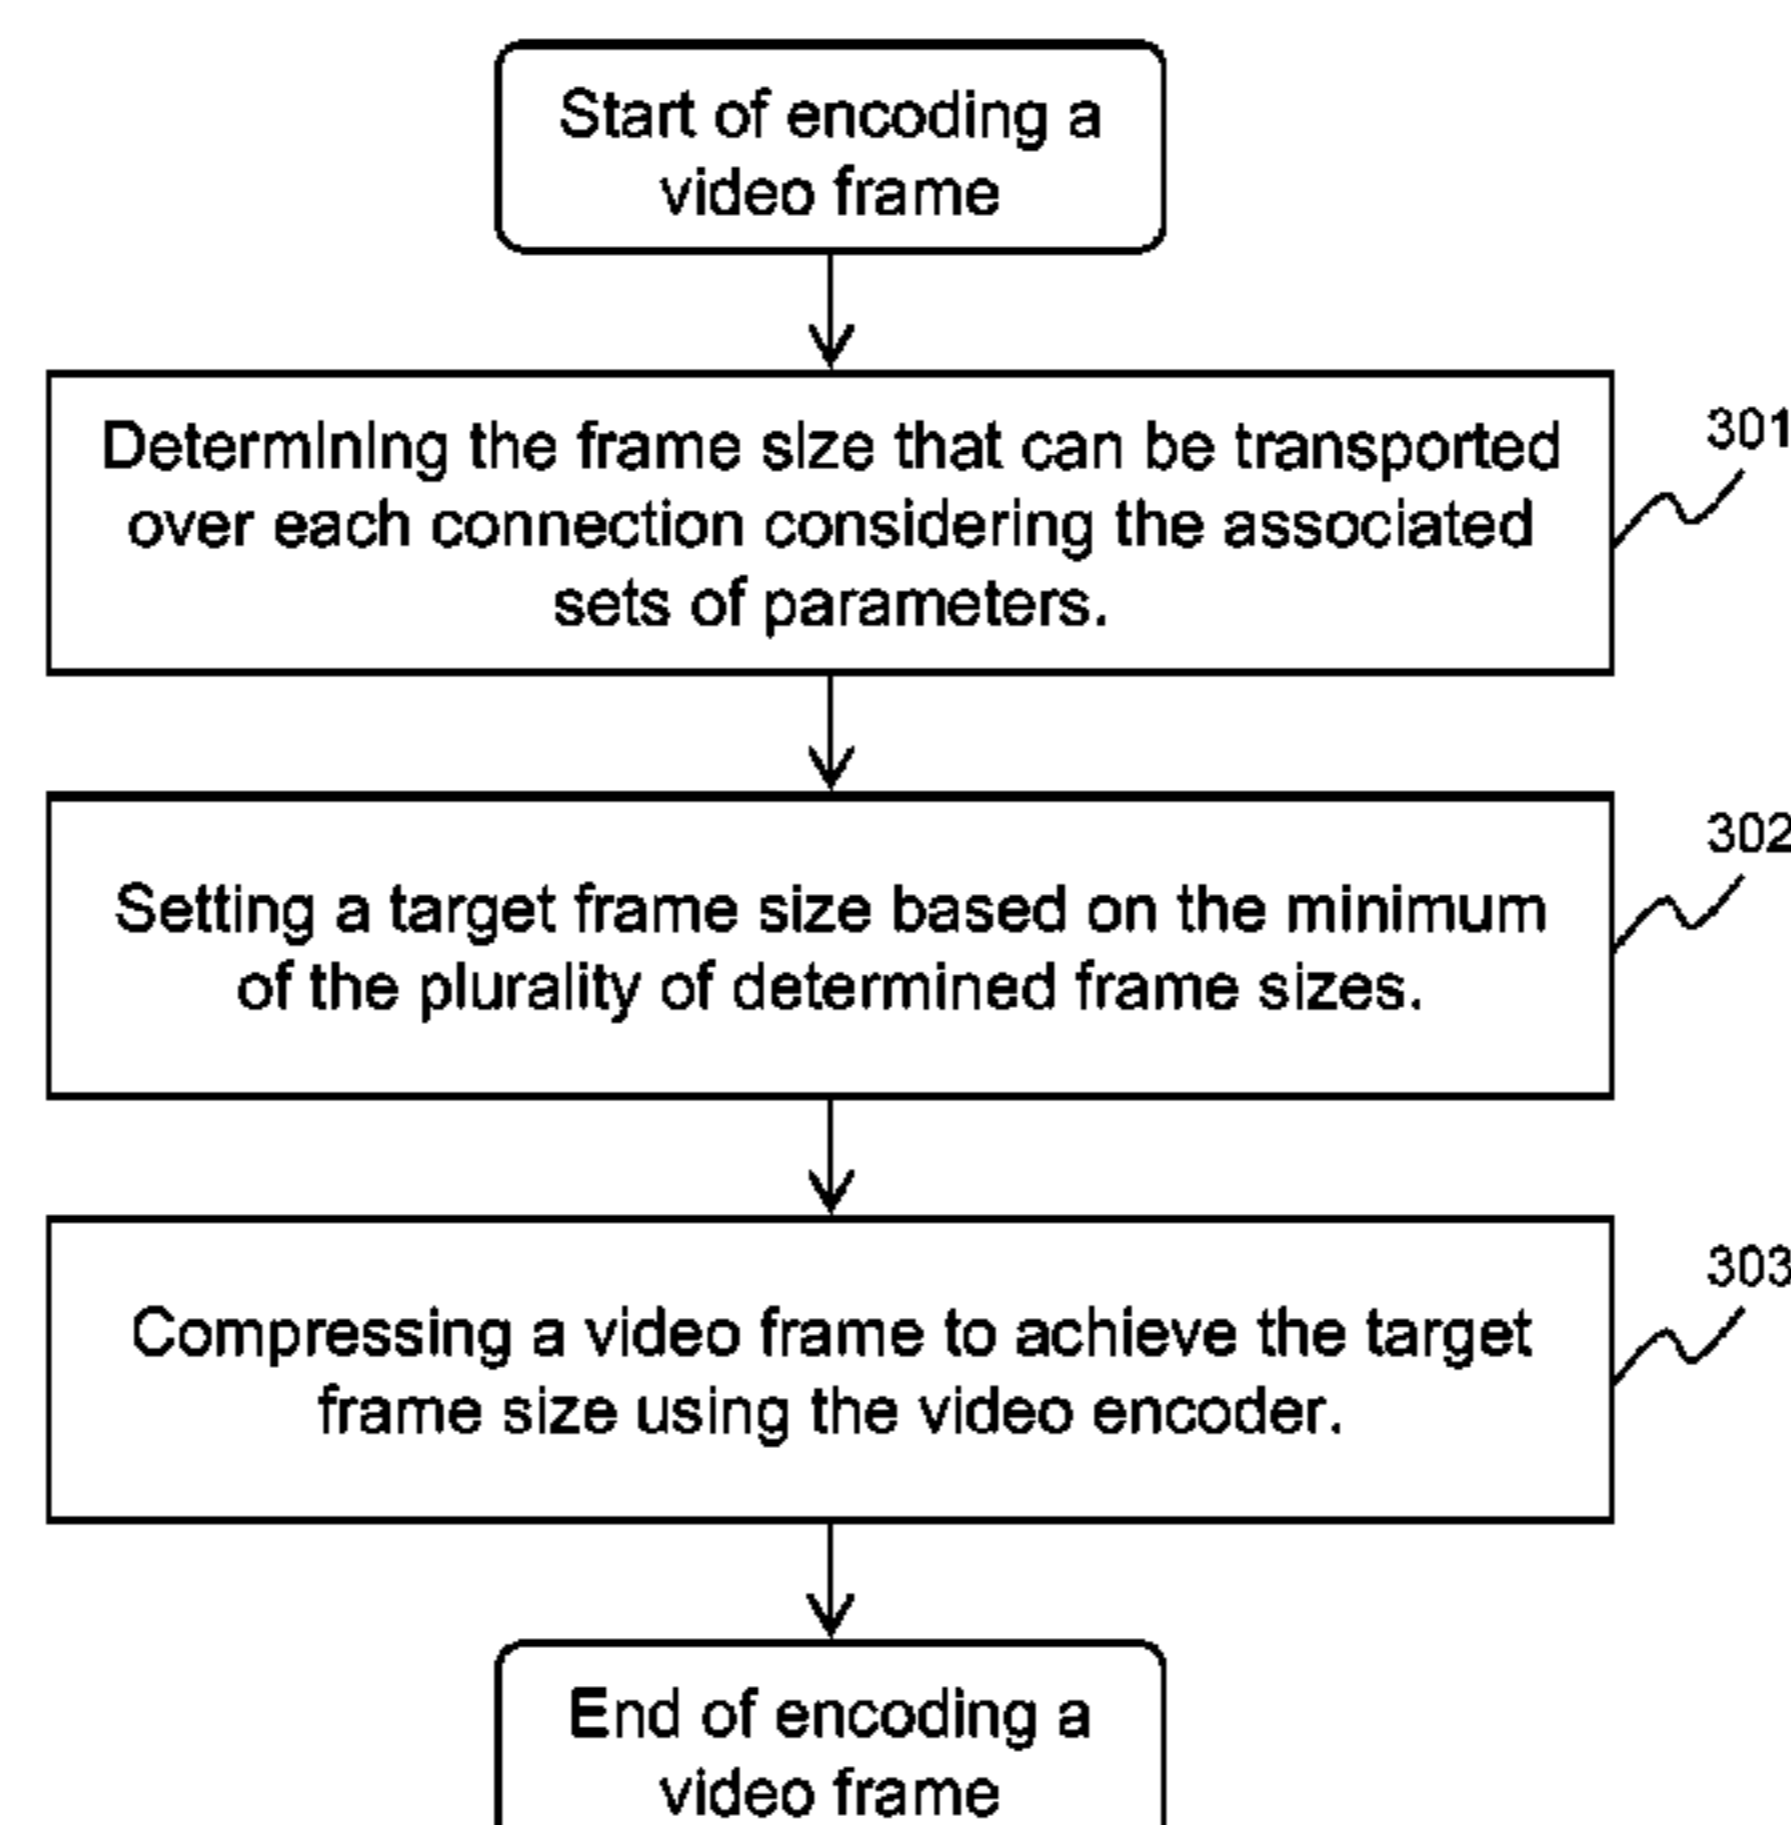 Start of encoding a
video frame
Determining the frame size that can be transported
over each connection considering the associated
sets of parameters.
301
Setting a target frame size based on the minimum
of the plurality of determined frame sizes.
302
Compressing a video frame to achieve the target
frame size using the video encoder.
303
End of encoding a
video frame